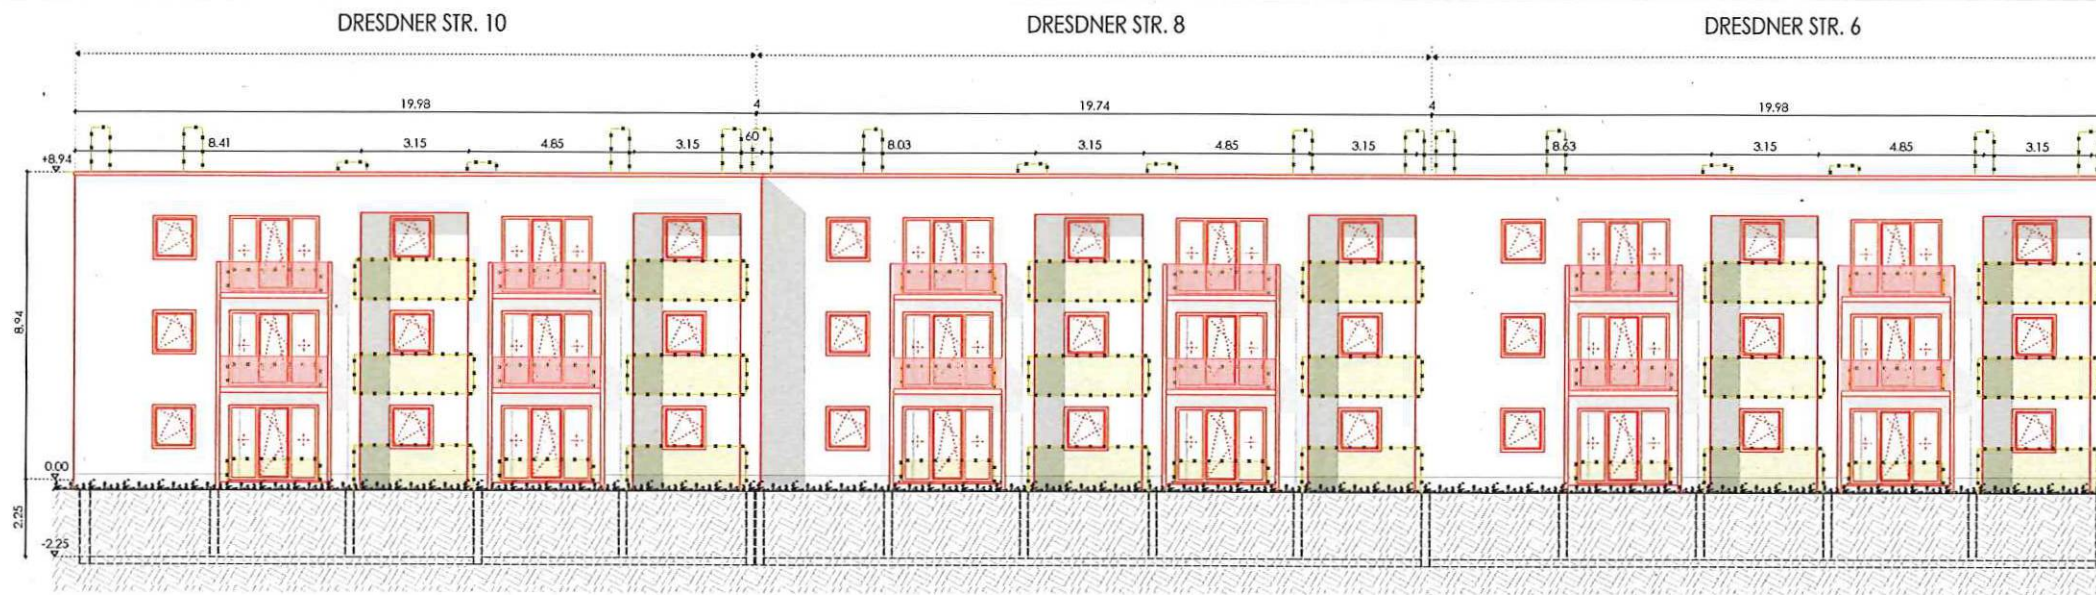 DRESDNER STR. 10 DRESDNER STR. 8 DRESDNER STR. 6
19.98 4 19.74 4 19.98
8.41 3.15 4.85 3.15 60 8.03 3.15 4.85 3.15 8.63 3.15 4.85 3.15
+8.94
8.94
0.00
2.25
-2.25